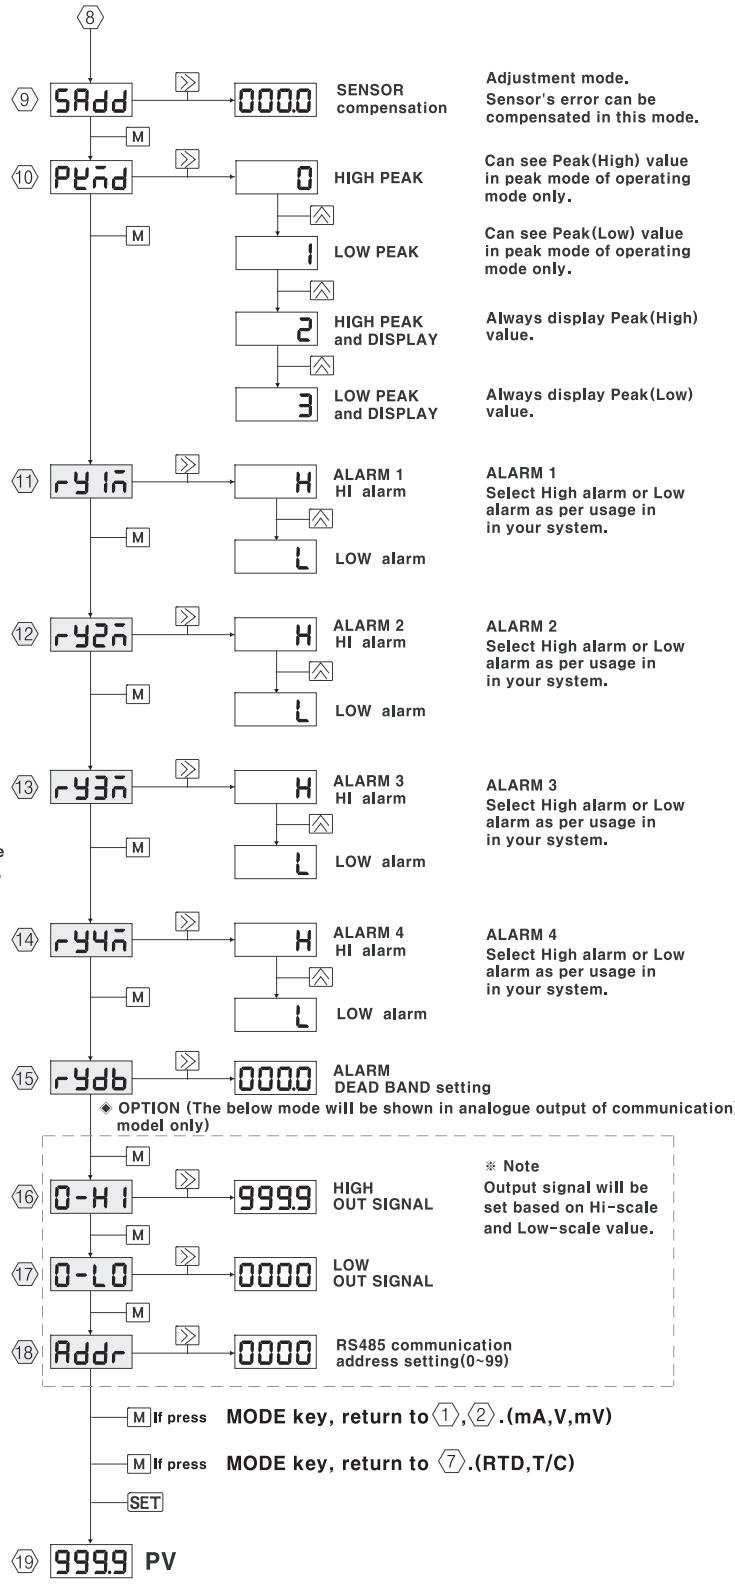 8
9 SAdd 000.0 SENSOR compensation
Adjustment mode.
Sensor's error can be
compensated in this mode.
M
10 PKmd 0 HIGH PEAK
Can see Peak(High) value
in peak mode of operating
mode only.
M
1 LOW PEAK
Can see Peak(Low) value
in peak mode of operating
mode only.
2 HIGH PEAK
and DISPLAY
Always display Peak(High)
value.
3 LOW PEAK
and DISPLAY
Always display Peak(Low)
value.
11 ry1m H ALARM 1
HI alarm
ALARM 1
Select High alarm or Low
alarm as per usage in
in your system.
M
L LOW alarm
12 ry2m H ALARM 2
HI alarm
ALARM 2
Select High alarm or Low
alarm as per usage in
in your system.
M
L LOW alarm
13 ry3m H ALARM 3
HI alarm
ALARM 3
Select High alarm or Low
alarm as per usage in
in your system.
M
L LOW alarm
14 ry4m H ALARM 4
HI alarm
ALARM 4
Select High alarm or Low
alarm as per usage in
in your system.
M
L LOW alarm
15 rydb 000.0 ALARM
DEAD BAND setting
◈ OPTION (The below mode will be shown in analogue output of communication
model only)
M
※ Note
Output signal will be
set based on Hi-scale
and Low-scale value.
16 O-HI 999.9 HIGH
OUT SIGNAL
M
17 O-LO 0000 LOW
OUT SIGNAL
M
18 Addr 0000 RS485 communication
address setting(0~99)
M If press MODE key, return to 1, 2.(mA,V,mV)
M If press MODE key, return to 7.(RTD,T/C)
SET
19 999.9 PV